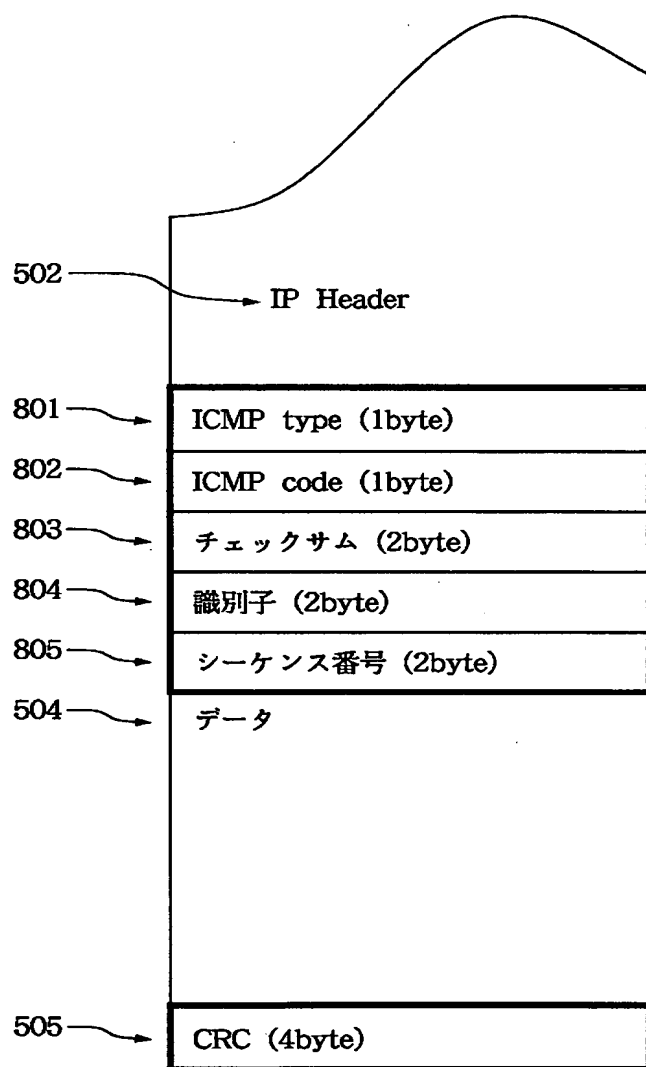 502 IP Header
801 ICMP type (1byte)
802 ICMP code (1byte)
803 チェックサム (2byte)
804 識別子 (2byte)
805 シーケンス番号 (2byte)
504 データ
505 CRC (4byte)